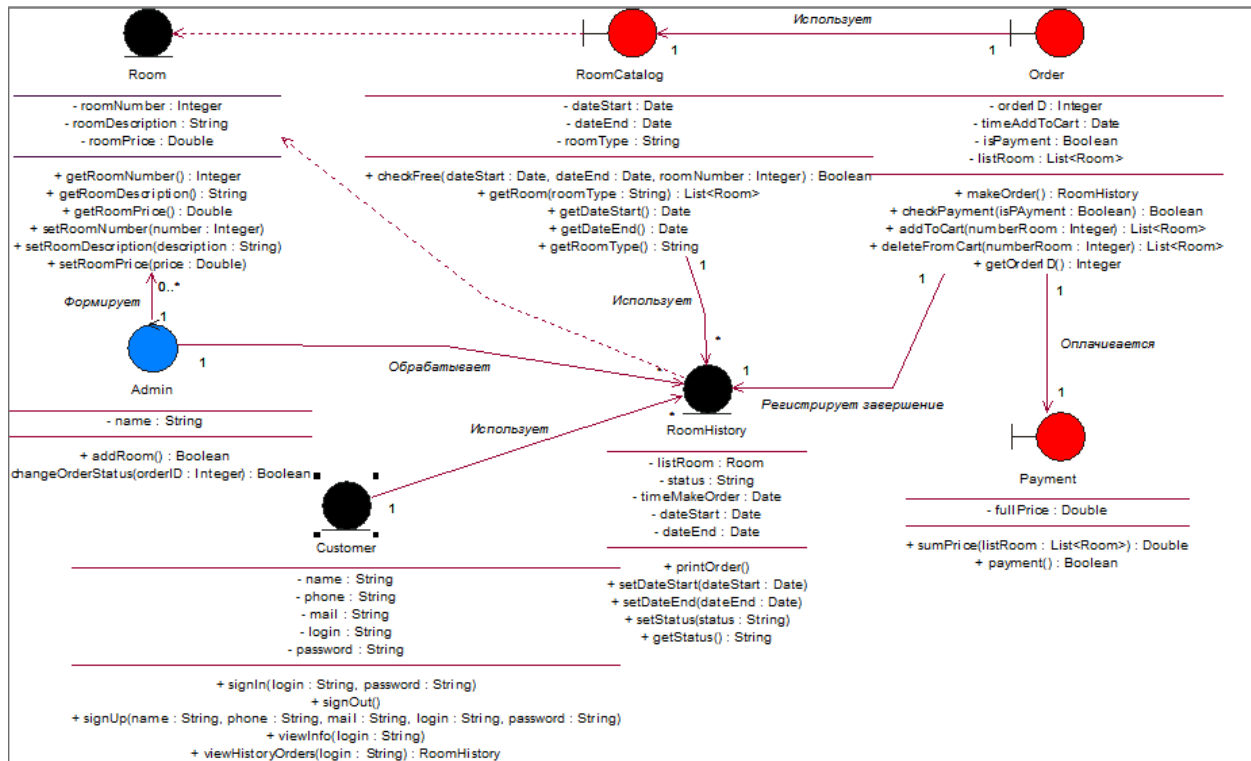 Room
- roomNumber : Integer
- roomDescription : String
- roomPrice : Double
+ getRoomNumber() : Integer
+ getRoomDescription() : String
+ getRoomPrice() : Double
+ setRoomNumber(number : Integer)
+ setRoomDescription(description : String)
+ setRoomPrice(price : Double)
RoomCatalog
- dateStart : Date
- dateEnd : Date
- roomType : String
+ checkFree(dateStart : Date, dateEnd : Date, roomNumber : Integer) : Boolean
+ getRoom(roomType : String) : List<Room>
+ getDateStart() : Date
+ getDateEnd() : Date
+ getRoomType() : String
Использует
1
1
Order
- orderID : Integer
- timeAddToCart : Date
- isPayment : Boolean
- listRoom : List<Room>
+ makeOrder() : RoomHistory
+ checkPayment(isPAyment : Boolean) : Boolean
+ addToCart(numberRoom : Integer) : List<Room>
+ deleteFromCart(numberRoom : Integer) : List<Room>
+ getOrderID() : Integer
0..*
Формирует
1
1
Admin
- name : String
+ addRoom() : Boolean
changeOrderStatus(orderID : Integer) : Boolean
Обрабатывает
*
1
Использует
*
1
1
Регистрирует завершение
1
Оплачивается
1
Использует
*
1
RoomHistory
- listRoom : Room
- status : String
- timeMakeOrder : Date
- dateStart : Date
- dateEnd : Date
+ printOrder()
+ setDateStart(dateStart : Date)
+ setDateEnd(dateEnd : Date)
+ setStatus(status : String)
+ getStatus() : String
Payment
- fullPrice : Double
+ sumPrice(listRoom : List<Room>) : Double
+ payment() : Boolean
Customer
- name : String
- phone : String
- mail : String
- login : String
- password : String
+ signIn(login : String, password : String)
+ signOut()
+ signUp(name : String, phone : String, mail : String, login : String, password : String)
+ viewInfo(login : String)
+ viewHistoryOrders(login : String) : RoomHistory